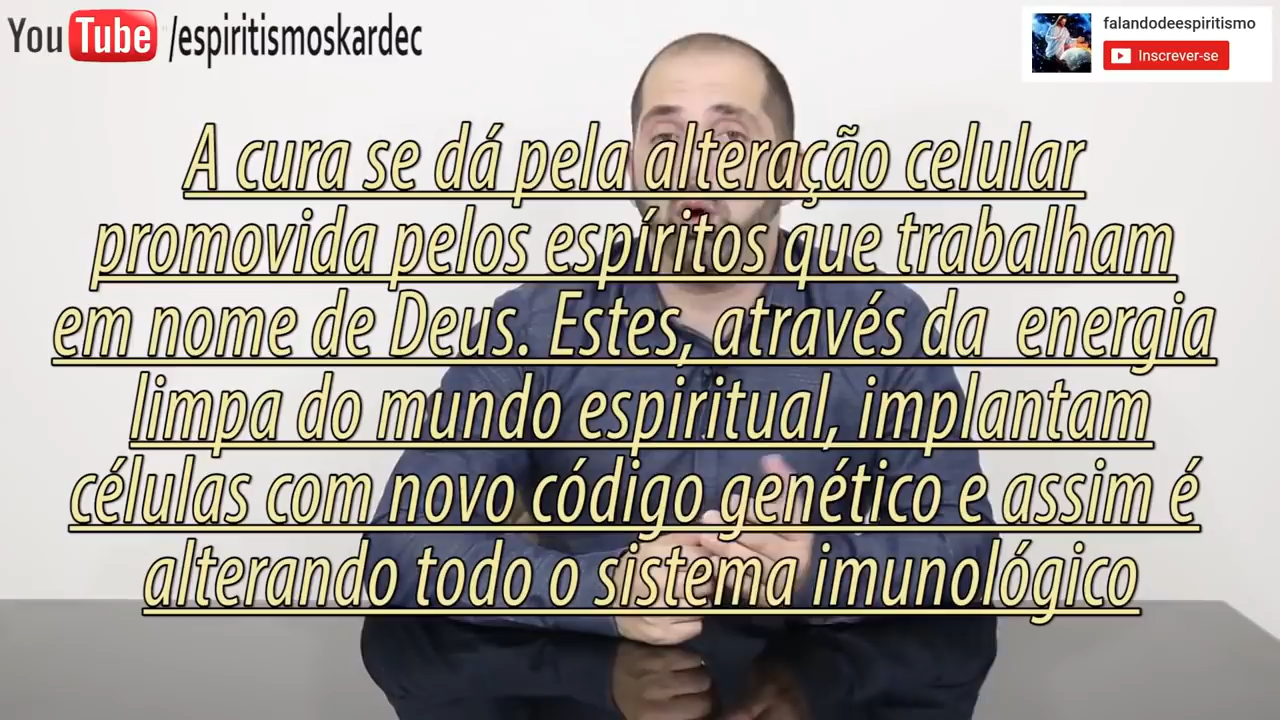 YouTube /espiritismoskardec
falandodeespiritismo
Inscrever-se
A cura se dá pela alteração celular
promovida pelos espíritos que trabalham
em nome de Deus. Estes, através da energia
limpa do mundo espiritual, implantam
células com novo código genético e assim é
alterando todo o sistema imunológico